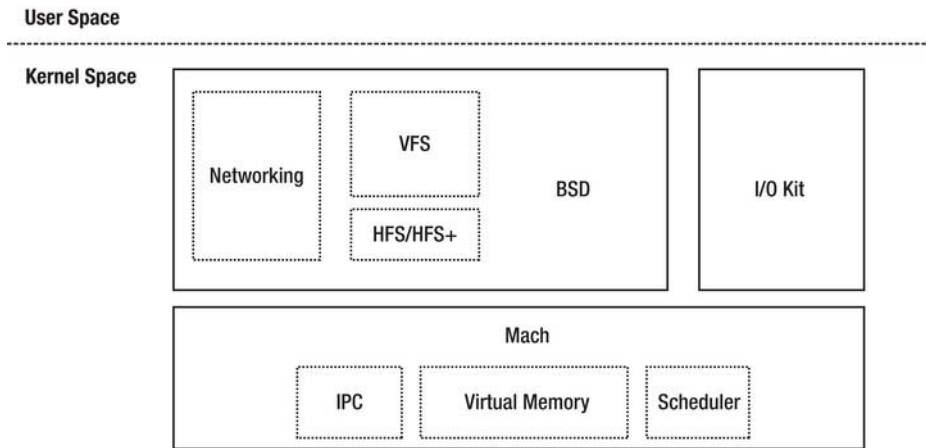 User Space
Kernel Space
Networking
VFS
HFS/HFS+
BSD
I/O Kit
Mach
IPC
Virtual Memory
Scheduler